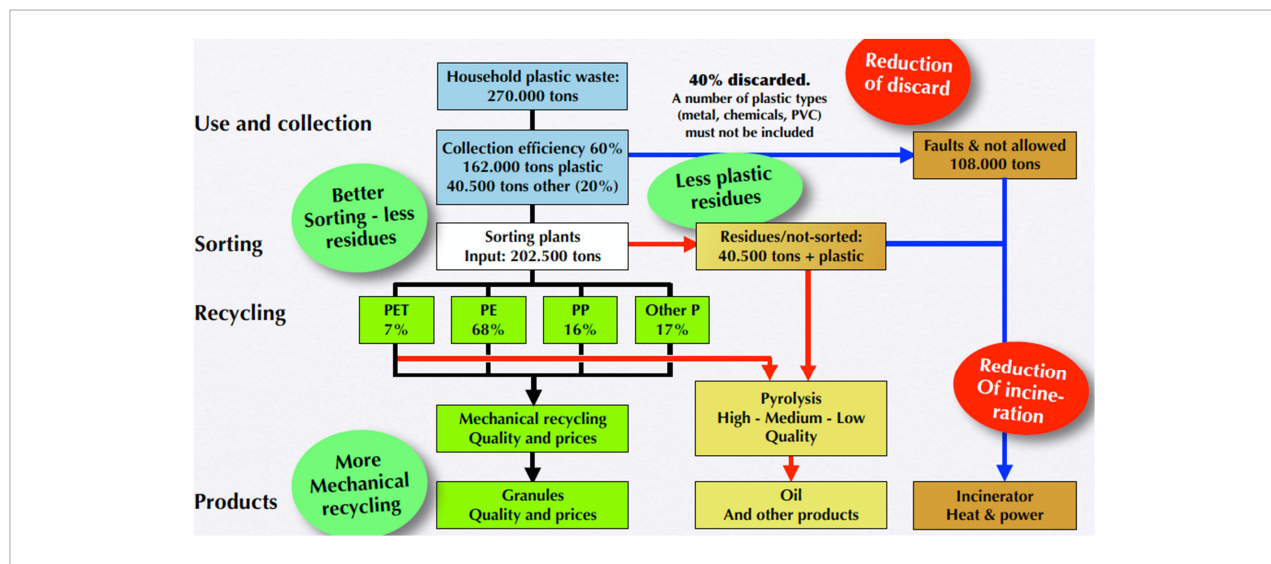 Household plastic waste:
270.000 tons
40% discarded.
A number of plastic types
(metal, chemicals, PVC)
must not be included
Reduction
of discard
Use and collection
Collection efficiency 60%
162.000 tons plastic
40.500 tons other (20%)
Faults & not allowed
108.000 tons
Better
Sorting - less
residues
Less plastic
residues
Sorting
Sorting plants
Input: 202.500 tons
Residues/not-sorted:
40.500 tons + plastic
Recycling
PET
7%
PE
68%
PP
16%
Other P
17%
Reduction
Of incine-
ration
Pyrolysis
High - Medium - Low
Quality
Mechanical recycling
Quality and prices
More
Mechanical
recycling
Products
Granules
Quality and prices
Oil
And other products
Incinerator
Heat & power